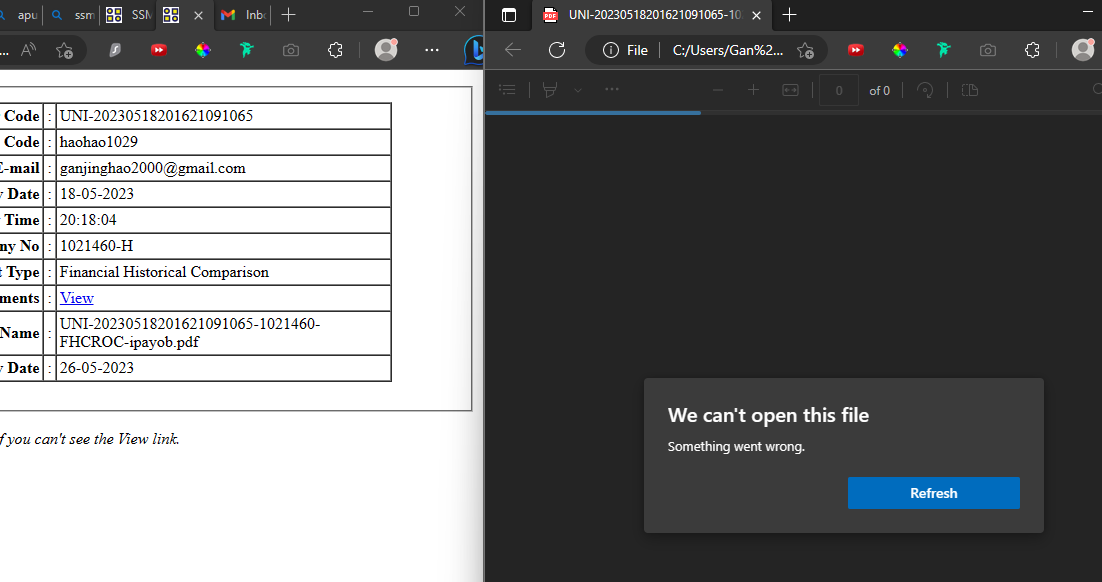 apu
ssm
SSM
Inb
UNI-20230518201621091065-10
File
C:/Users/Gan%2...
0
of 0
Code : UNI-20230518201621091065
Code : haohao1029
E-mail : ganjinghao2000@gmail.com
Date : 18-05-2023
Time : 20:18:04
ny No : 1021460-H
Type : Financial Historical Comparison
ments : View
Name : UNI-20230518201621091065-1021460-
FHCROC-ipayob.pdf
Date : 26-05-2023
f you can't see the View link.
We can't open this file
Something went wrong.
Refresh